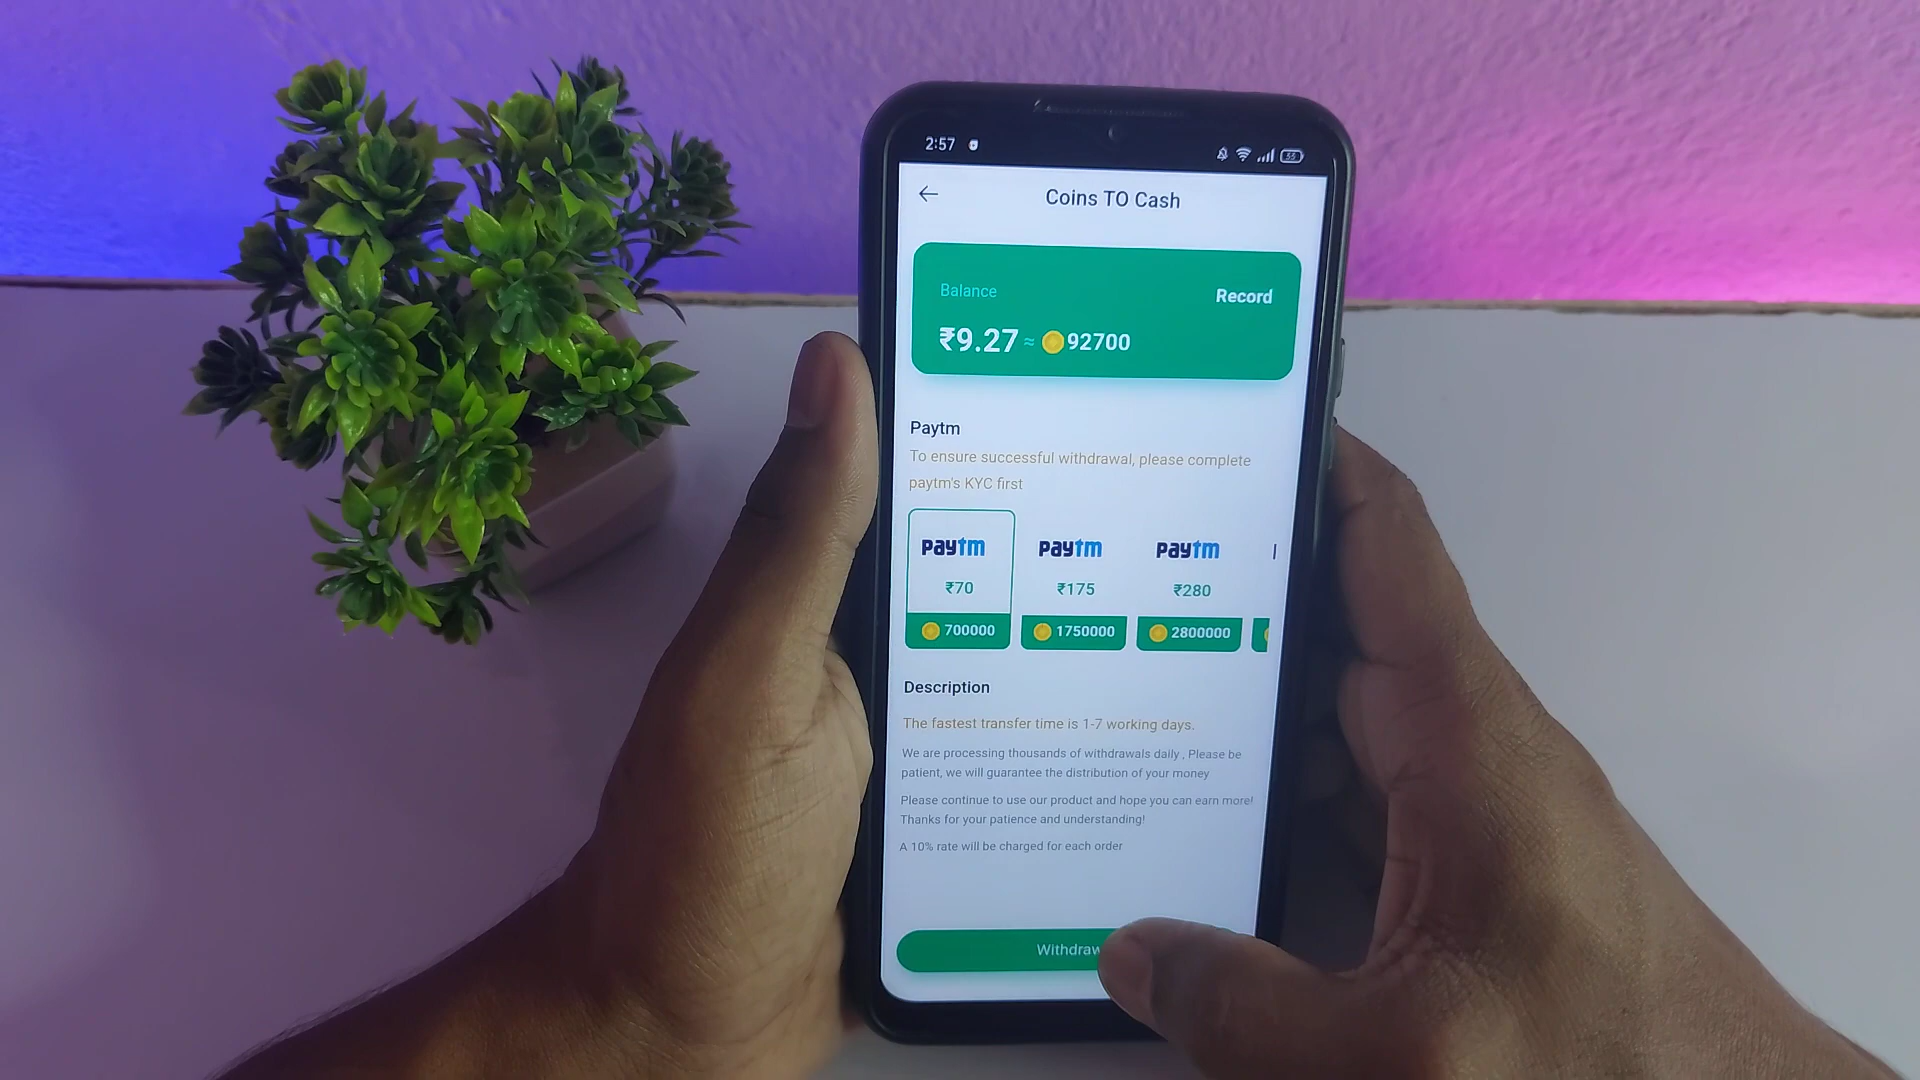 2:57
33
Coins TO Cash
Balance
Record
₹9.27 ≈ 92700
Paytm
To ensure successful withdrawal, please complete
paytm's KYC first
paytm paytm paytm
₹70 ₹175 ₹280
700000 1750000 2800000
Description
The fastest transfer time is 1-7 working days.
We are processing thousands of withdrawals daily , Please be
patient, we will guarantee the distribution of your money
Please continue to use our product and hope you can earn more!
Thanks for your patience and understanding!
A 10% rate will be charged for each order
Withdraw